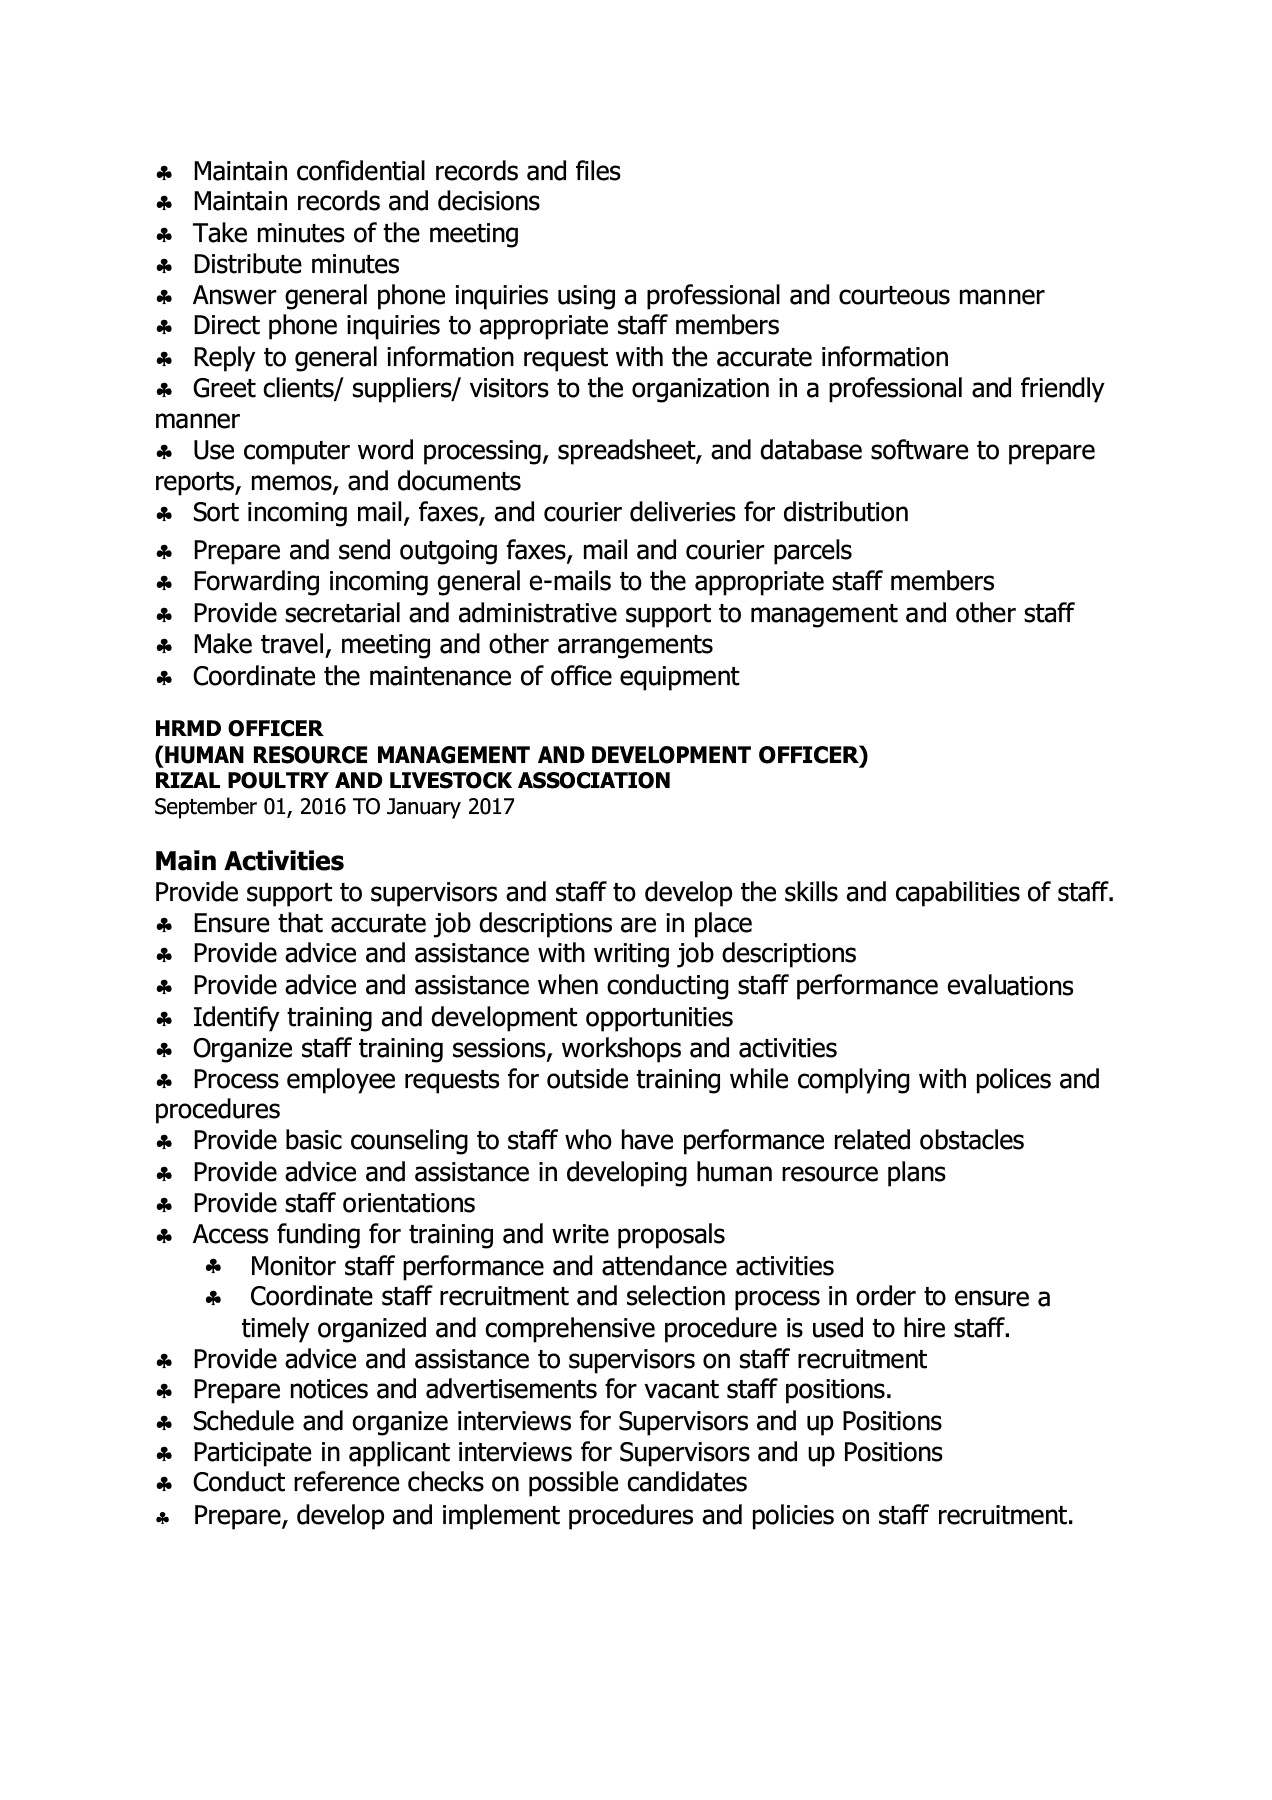 ♣ Maintain confidential records and files
♣ Maintain records and decisions
♣ Take minutes of the meeting
♣ Distribute minutes
♣ Answer general phone inquiries using a professional and courteous manner
♣ Direct phone inquiries to appropriate staff members
♣ Reply to general information request with the accurate information
♣ Greet clients/ suppliers/ visitors to the organization in a professional and friendly
manner
♣ Use computer word processing, spreadsheet, and database software to prepare
reports, memos, and documents
♣ Sort incoming mail, faxes, and courier deliveries for distribution
♣ Prepare and send outgoing faxes, mail and courier parcels
♣ Forwarding incoming general e-mails to the appropriate staff members
♣ Provide secretarial and administrative support to management and other staff
♣ Make travel, meeting and other arrangements
♣ Coordinate the maintenance of office equipment
HRMD OFFICER
(HUMAN RESOURCE MANAGEMENT AND DEVELOPMENT OFFICER)
RIZAL POULTRY AND LIVESTOCK ASSOCIATION
September 01, 2016 TO January 2017
Main Activities
Provide support to supervisors and staff to develop the skills and capabilities of staff.
♣ Ensure that accurate job descriptions are in place
♣ Provide advice and assistance with writing job descriptions
♣ Provide advice and assistance when conducting staff performance evaluations
♣ Identify training and development opportunities
♣ Organize staff training sessions, workshops and activities
♣ Process employee requests for outside training while complying with polices and
procedures
♣ Provide basic counseling to staff who have performance related obstacles
♣ Provide advice and assistance in developing human resource plans
♣ Provide staff orientations
♣ Access funding for training and write proposals
♣ Monitor staff performance and attendance activities
♣ Coordinate staff recruitment and selection process in order to ensure a
timely organized and comprehensive procedure is used to hire staff.
♣ Provide advice and assistance to supervisors on staff recruitment
♣ Prepare notices and advertisements for vacant staff positions.
♣ Schedule and organize interviews for Supervisors and up Positions
♣ Participate in applicant interviews for Supervisors and up Positions
♣ Conduct reference checks on possible candidates
♣ Prepare, develop and implement procedures and policies on staff recruitment.